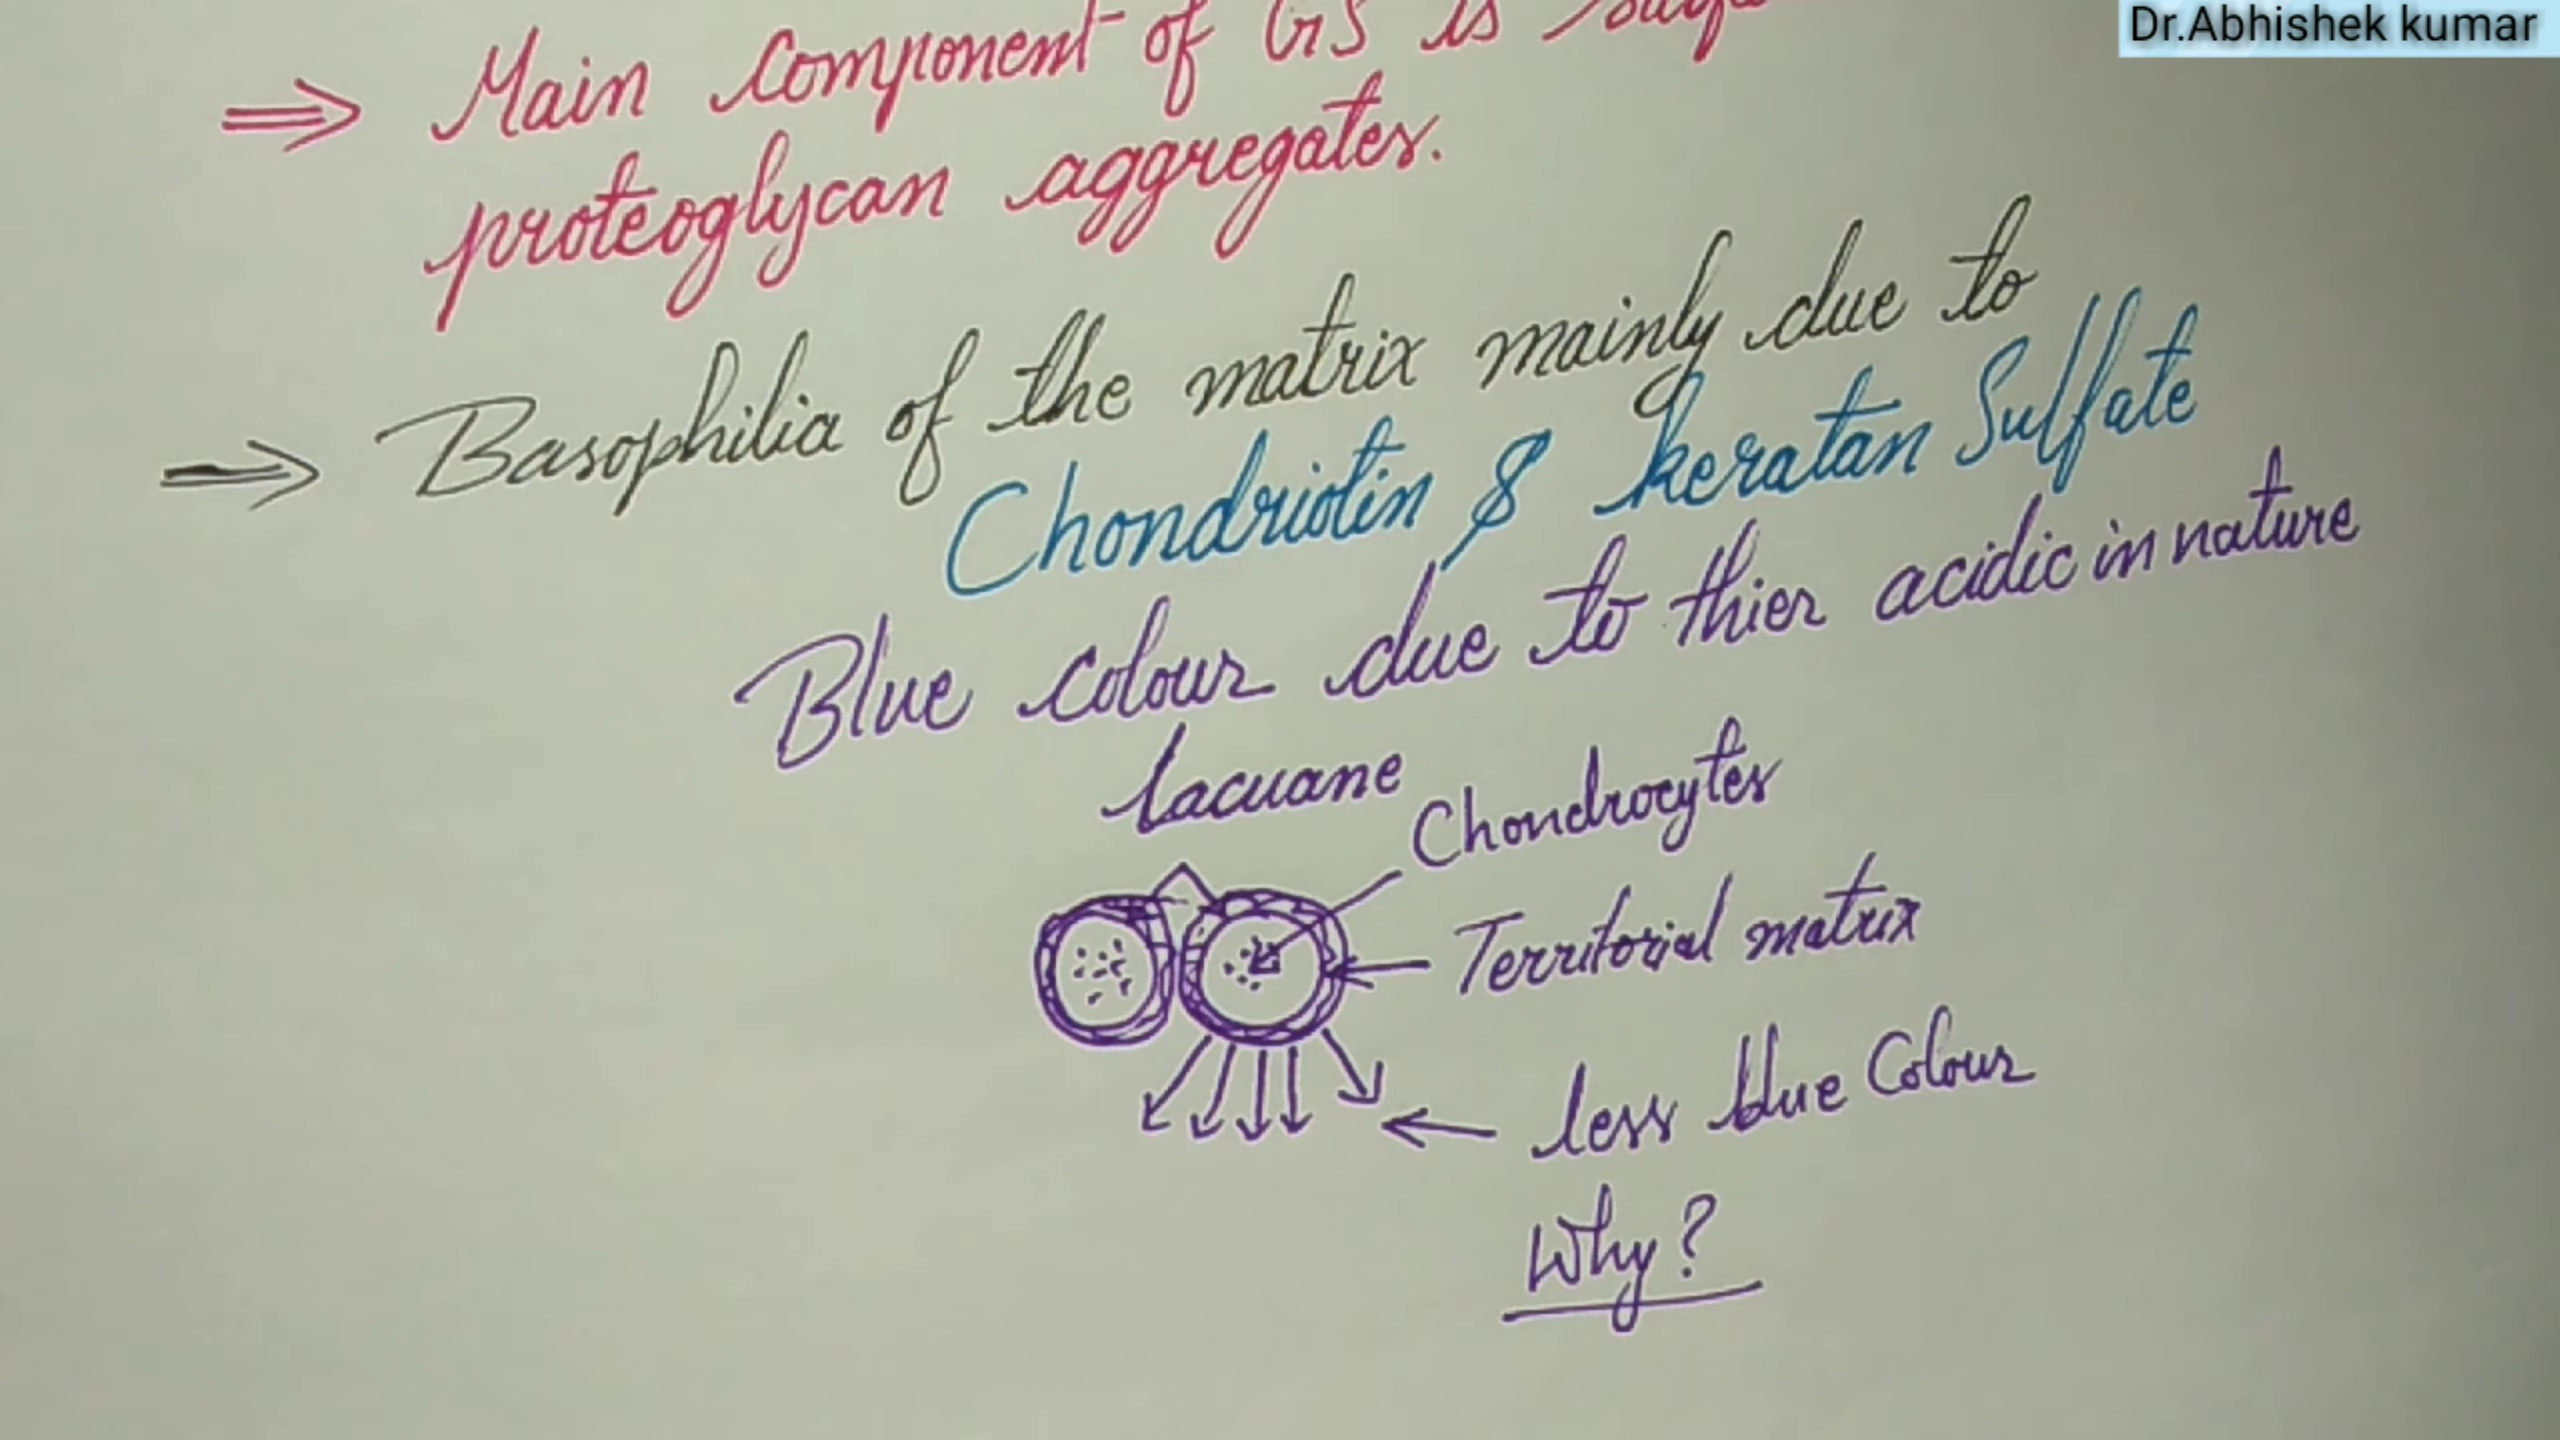 Dr.Abhishek kumar
Main component of GS is
proteoglycan aggregates.
Basophilia of the matrix mainly due to
Chondriotin & keratan Sulfate
Blue colour due to thier acidic in nature
lacuane
Chondrocytes
Territorial matrix
less blue Colour
Why?